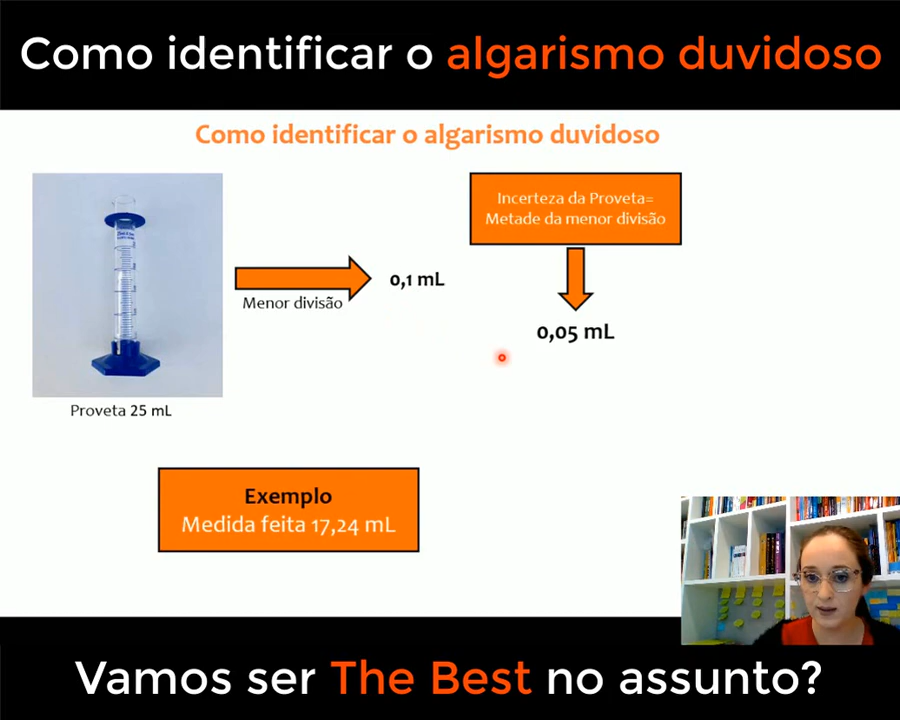 Como identificar o algarismo duvidoso
Como identificar o algarismo duvidoso
Incerteza da Proveta=
Metade da menor divisão
0,1 mL
Menor divisão
0,05 mL
Proveta 25 mL
Exemplo
Medida feita 17,24 mL
Vamos ser The Best no assunto?